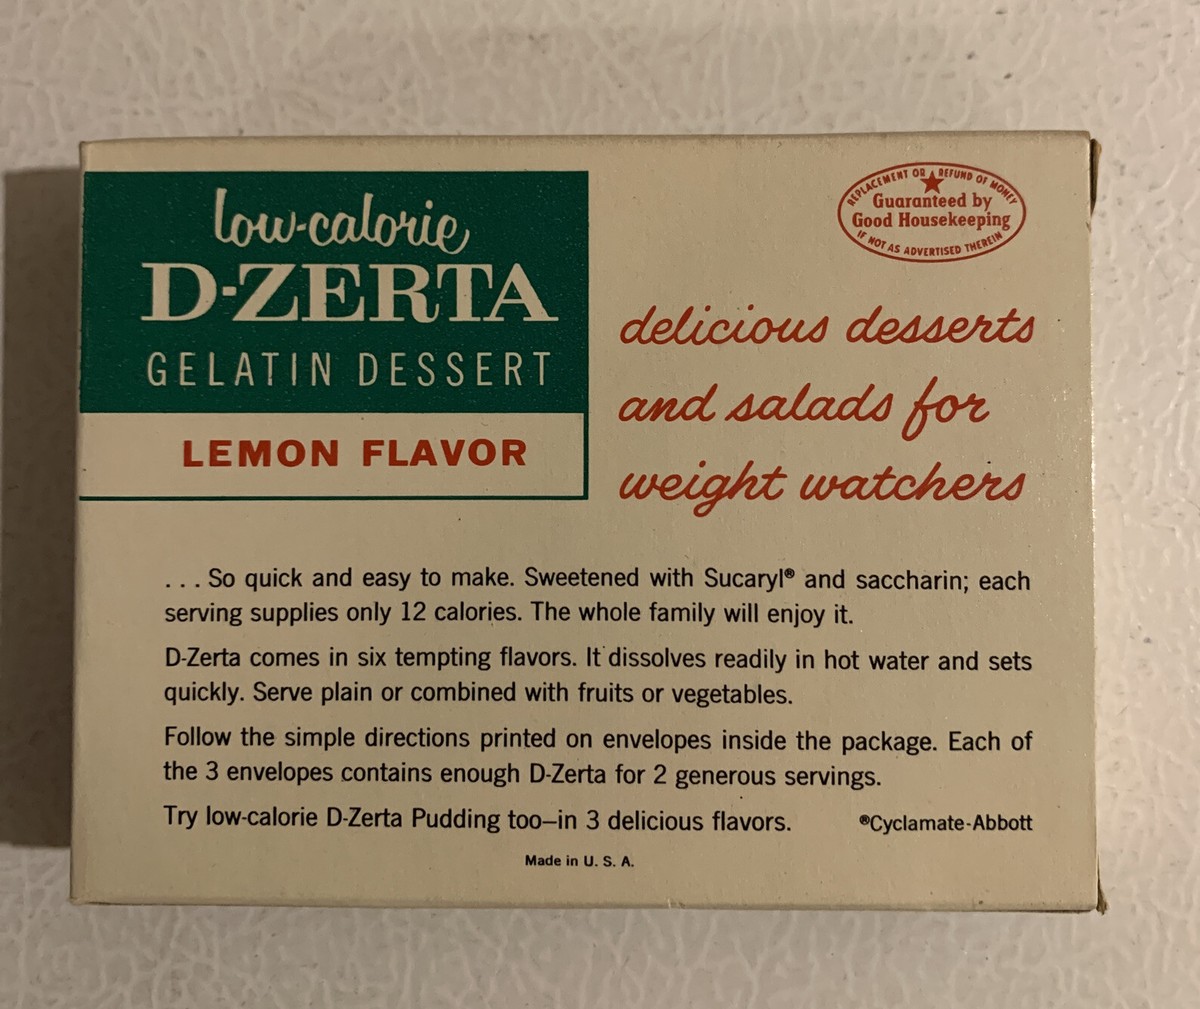 low-calorie
D-ZERTA
GELATIN DESSERT
LEMON FLAVOR
REPLACEMENT OR REFUND OF MONEY
Guaranteed by
Good Housekeeping
IF NOT AS ADVERTISED THEREIN
delicious desserts
and salads for
weight watchers
. . . So quick and easy to make. Sweetened with Sucaryl® and saccharin; each
serving supplies only 12 calories. The whole family will enjoy it.
D-Zerta comes in six tempting flavors. It dissolves readily in hot water and sets
quickly. Serve plain or combined with fruits or vegetables.
Follow the simple directions printed on envelopes inside the package. Each of
the 3 envelopes contains enough D-Zerta for 2 generous servings.
Try low-calorie D-Zerta Pudding too—in 3 delicious flavors. ®Cyclamate-Abbott
Made in U. S. A.